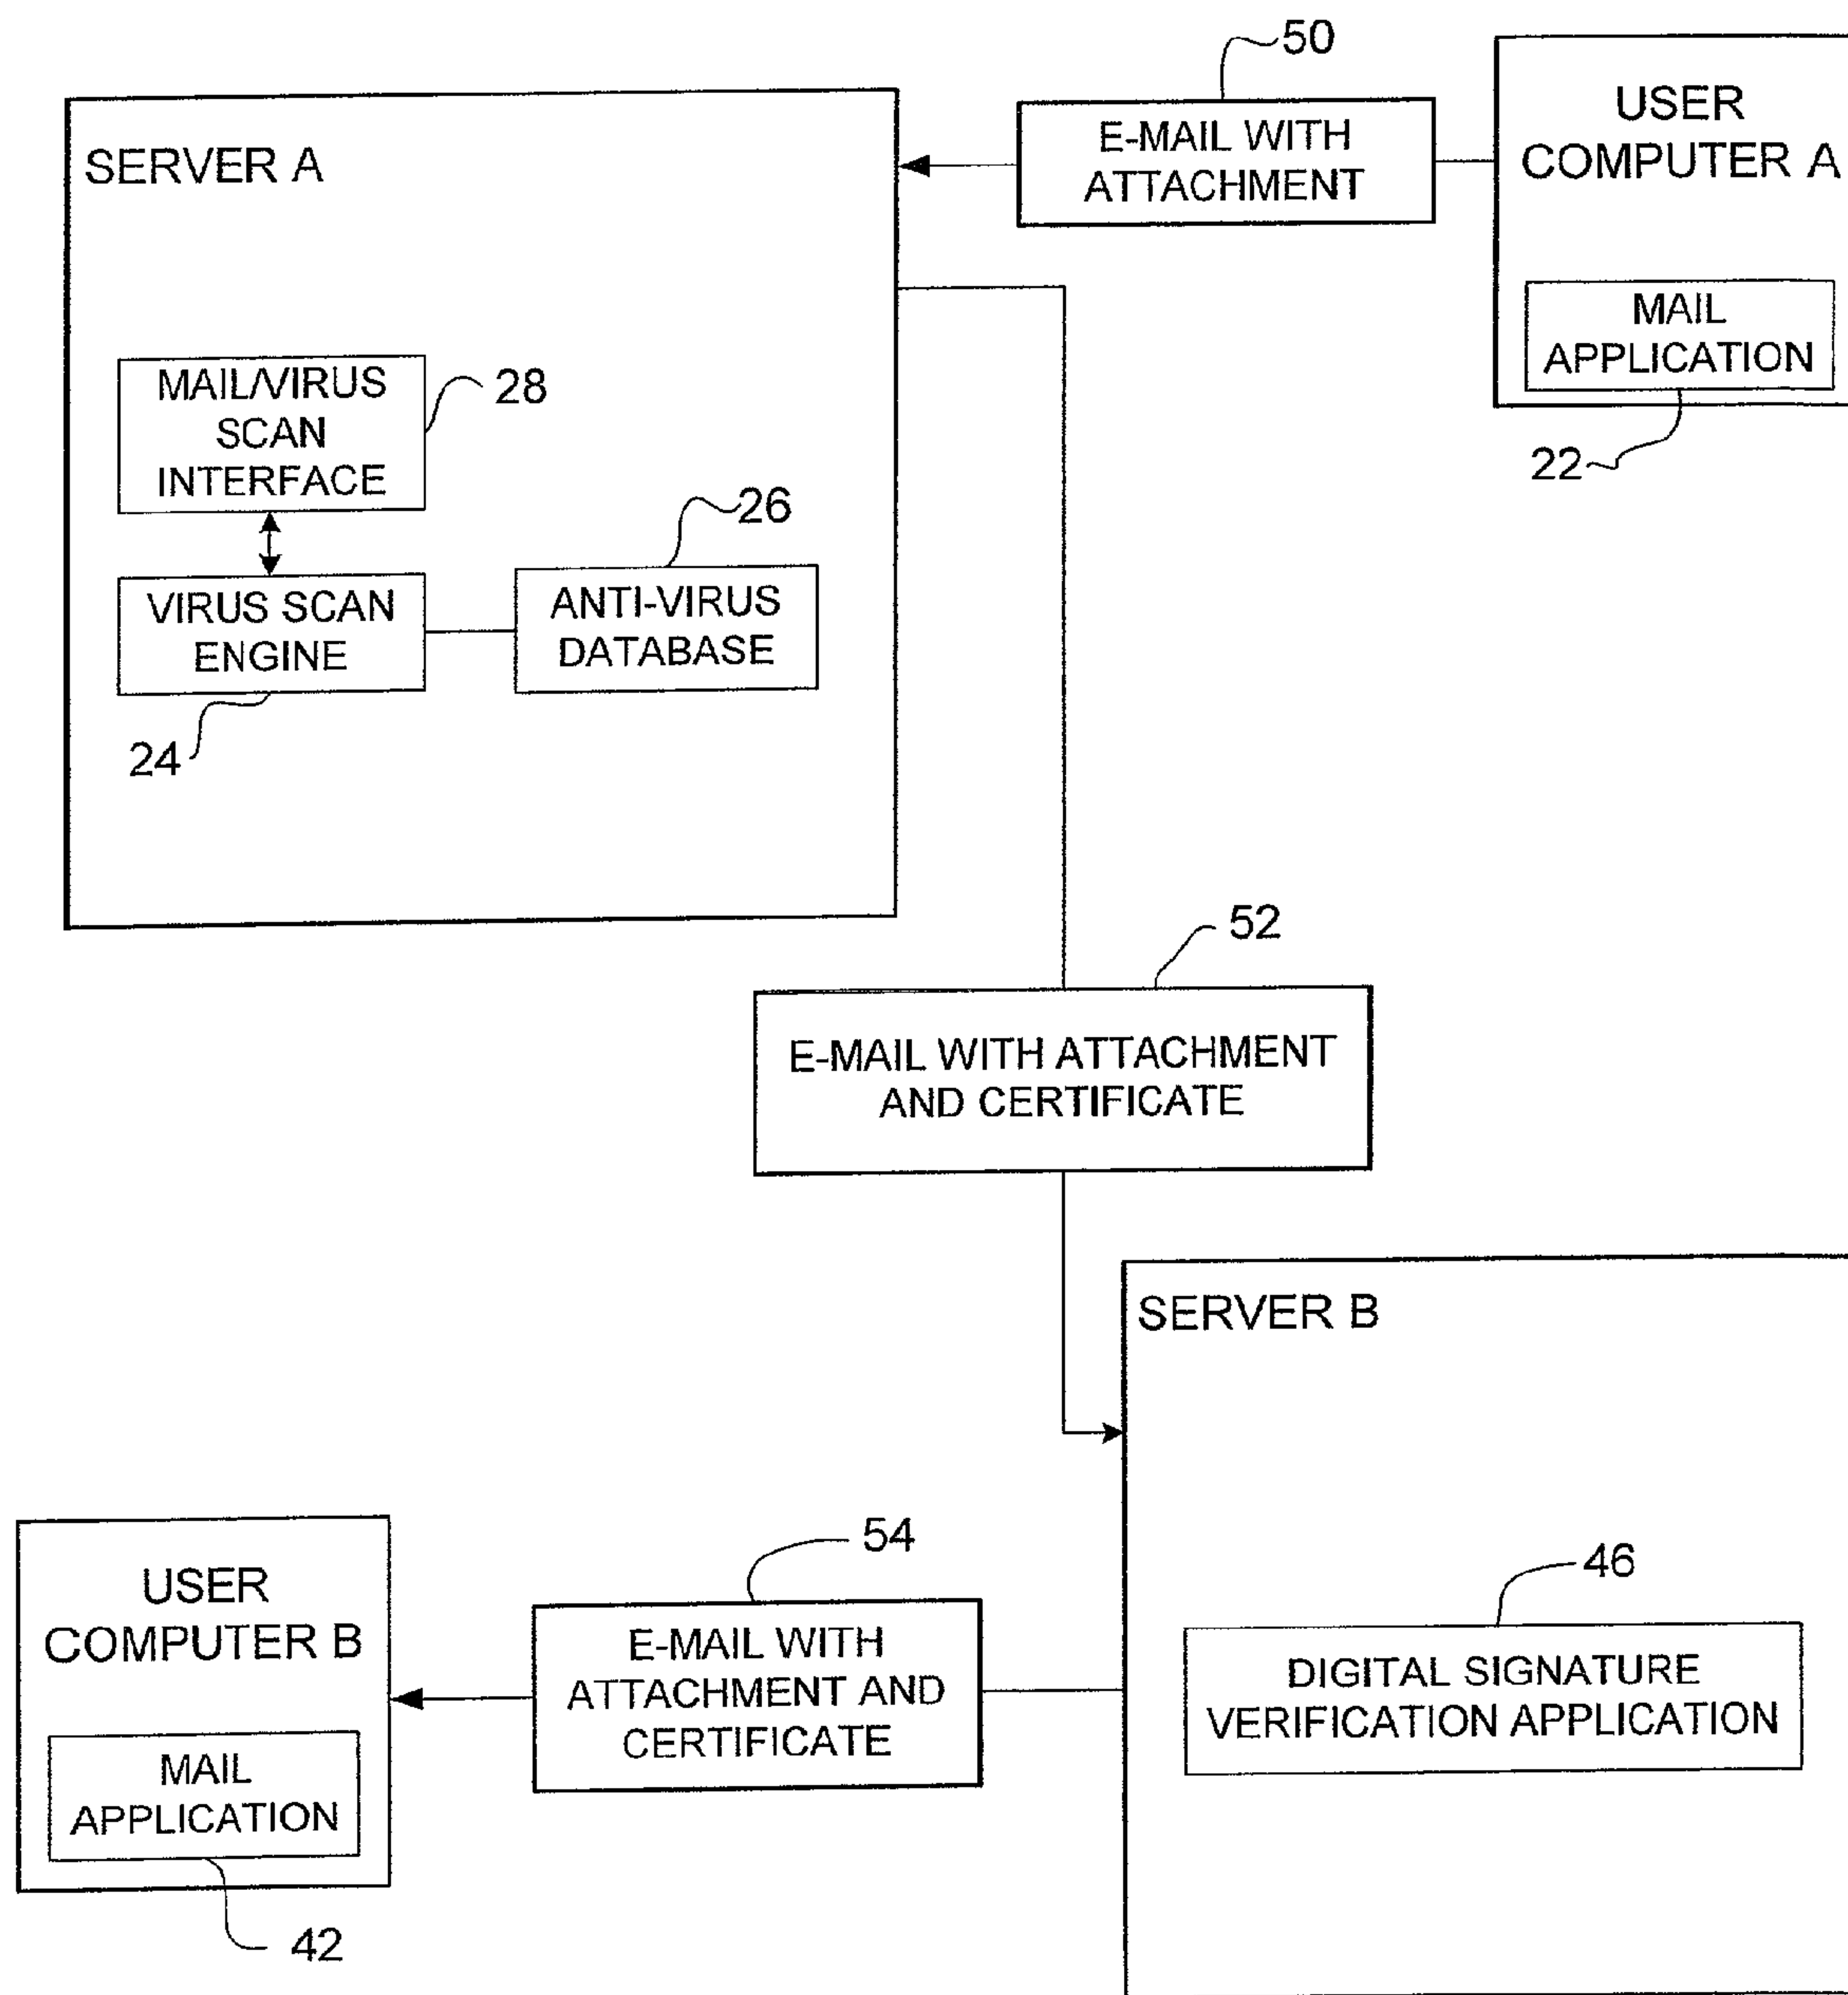 50
USER
COMPUTER A
E-MAIL WITH
ATTACHMENT
SERVER A
MAIL
APPLICATION
22
MAIL/VIRUS
SCAN
INTERFACE
28
26
VIRUS SCAN
ENGINE
ANTI-VIRUS
DATABASE
24
52
E-MAIL WITH ATTACHMENT
AND CERTIFICATE
SERVER B
54
46
USER
COMPUTER B
E-MAIL WITH
ATTACHMENT AND
CERTIFICATE
DIGITAL SIGNATURE
VERIFICATION APPLICATION
MAIL
APPLICATION
42